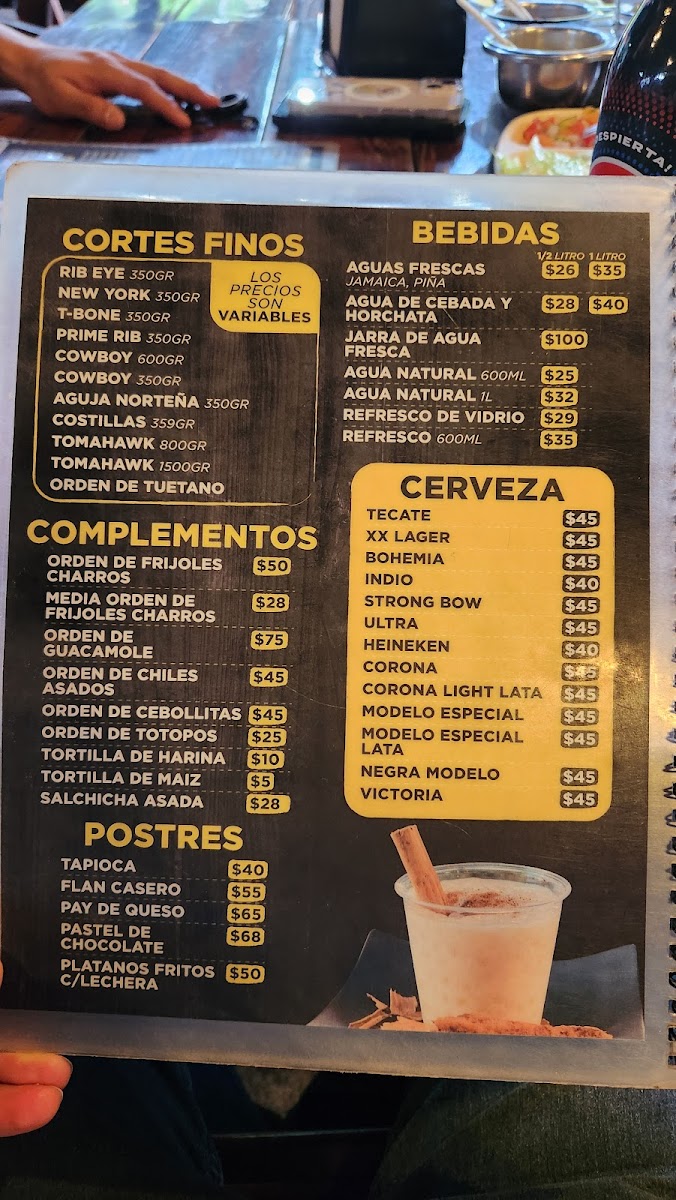 ESPIERTA!
CORTES FINOS
RIB EYE 350GR
NEW YORK 350GR
T-BONE 350GR
PRIME RIB 350GR
COWBOY 600GR
COWBOY 350GR
AGUJA NORTEÑA 350GR
COSTILLAS 359GR
TOMAHAWK 800GR
TOMAHAWK 1500GR
ORDEN DE TUETANO
LOS
PRECIOS
SON
VARIABLES
COMPLEMENTOS
ORDEN DE FRIJOLES
CHARROS $50
MEDIA ORDEN DE
FRIJOLES CHARROS $28
ORDEN DE
GUACAMOLE $75
ORDEN DE CHILES
ASADOS $45
ORDEN DE CEBOLLITAS $45
ORDEN DE TOTOPOS $25
TORTILLA DE HARINA $10
TORTILLA DE MAIZ $5
SALCHICHA ASADA $28
POSTRES
TAPIOCA $40
FLAN CASERO $55
PAY DE QUESO $65
PASTEL DE
CHOCOLATE $68
PLATANOS FRITOS
C/LECHERA $50
BEBIDAS
1/2 LITRO 1 LITRO
AGUAS FRESCAS $26 $35
JAMAICA, PIÑA
AGUA DE CEBADA Y $28 $40
HORCHATA
JARRA DE AGUA $100
FRESCA
AGUA NATURAL 600ML $25
AGUA NATURAL 1L $32
REFRESCO DE VIDRIO $29
REFRESCO 600ML $35
CERVEZA
TECATE $45
XX LAGER $45
BOHEMIA $45
INDIO $40
STRONG BOW $45
ULTRA $45
HEINEKEN $40
CORONA $45
CORONA LIGHT LATA $45
MODELO ESPECIAL $45
MODELO ESPECIAL $45
LATA
NEGRA MODELO $45
VICTORIA $45